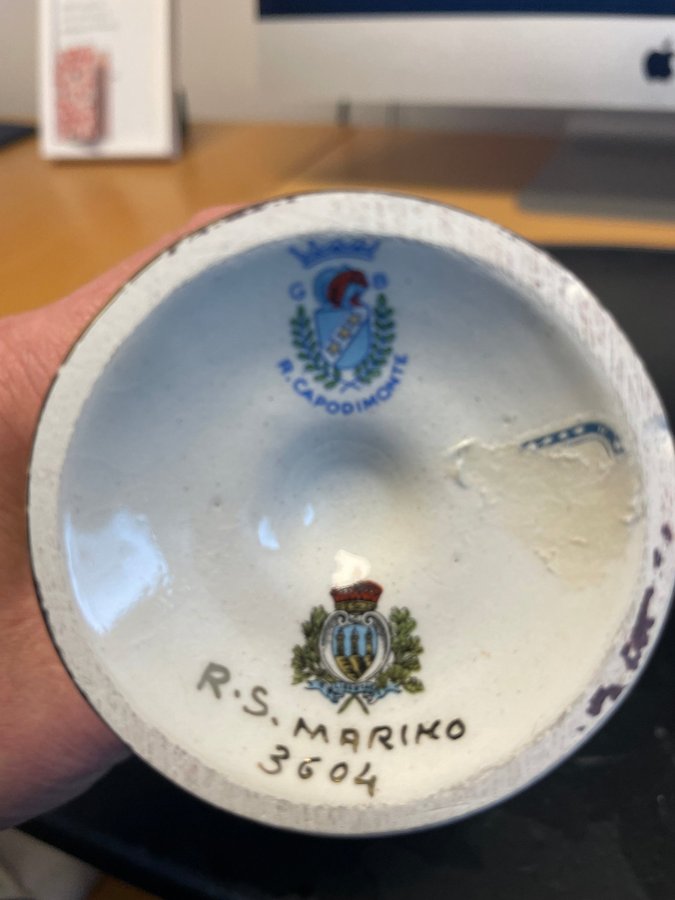 G B
R. CAPODIMONTE
R.S. MARINO
3604